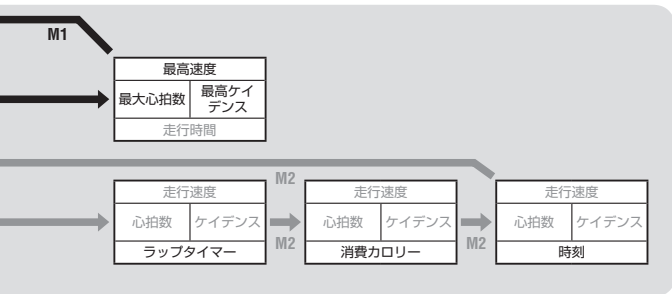 M1
最高速度
最大心拍数 最高ケイ
デンス
走行時間
M2
走行速度 走行速度 走行速度
心拍数 ケイデンス 心拍数 ケイデンス 心拍数 ケイデンス
M2 M2
ラップタイマー 消費カロリー 時刻